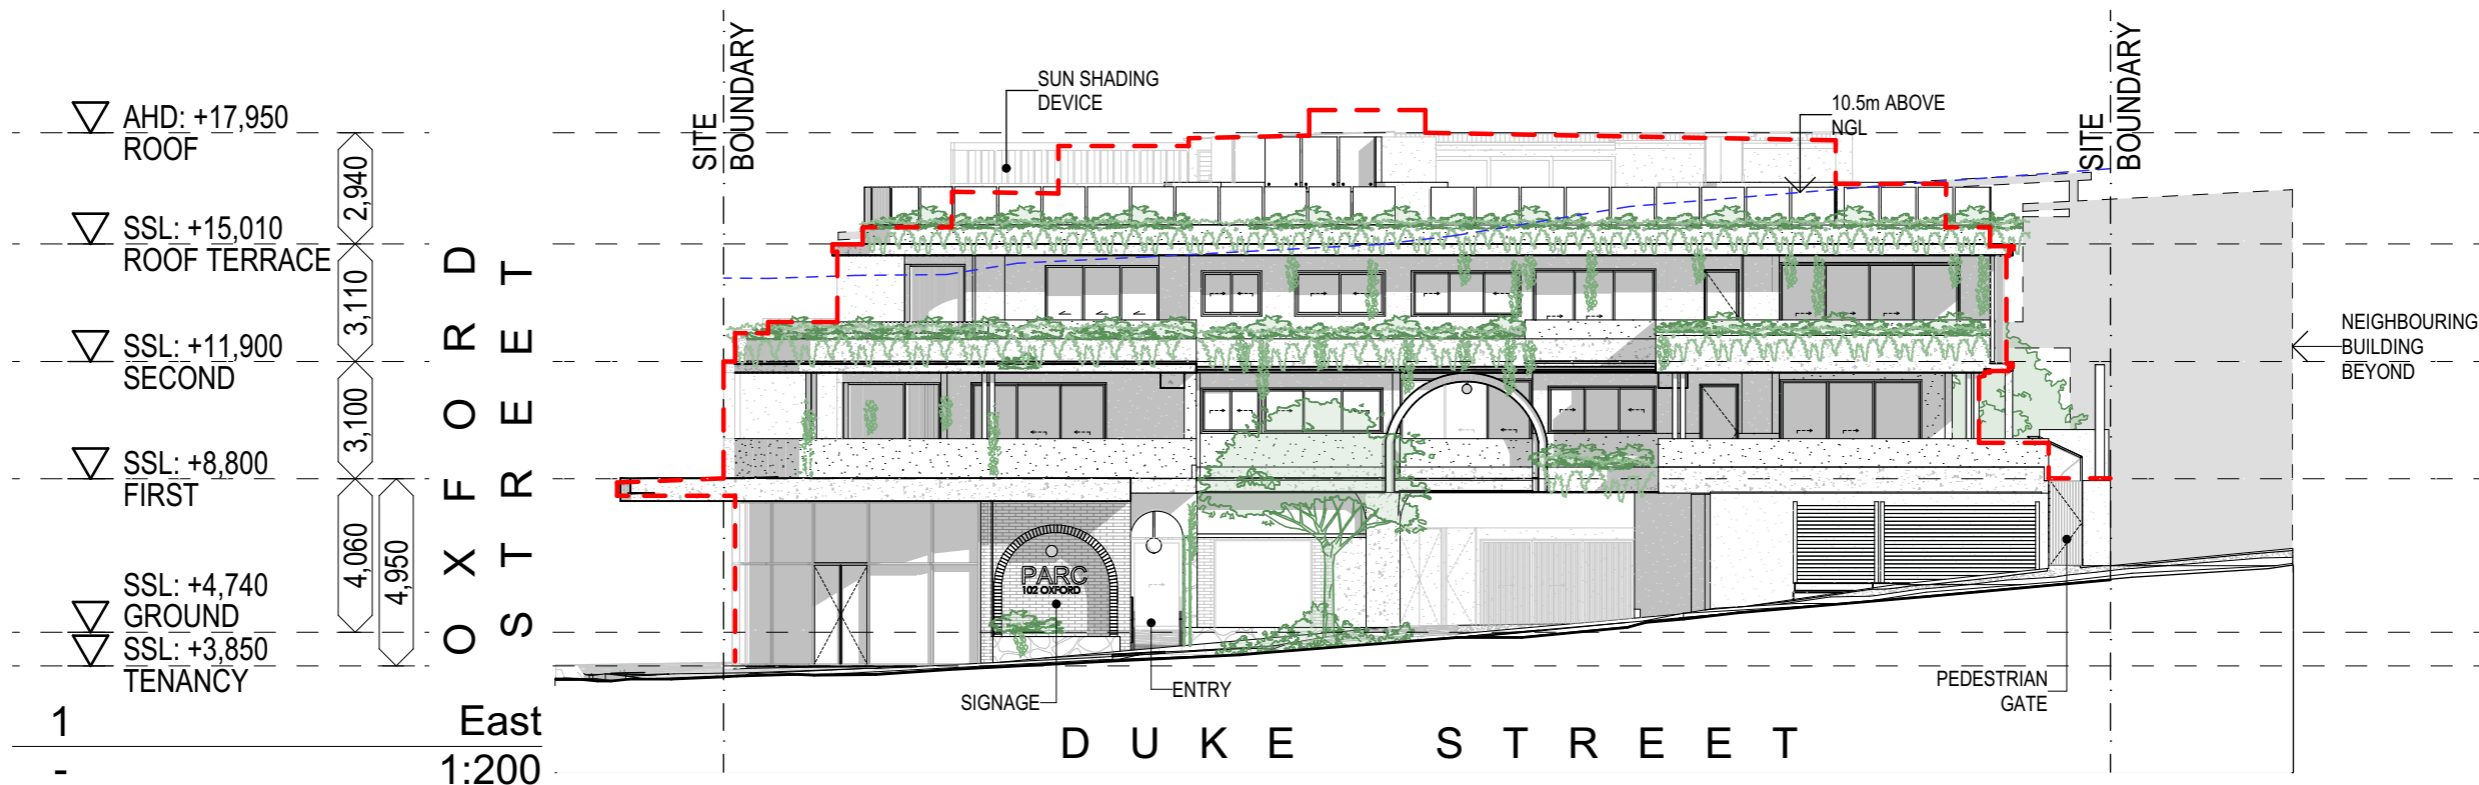 AHD: +17,950
ROOF
2,940
SSL: +15,010
ROOF TERRACE
3,110
SSL: +11,900
SECOND
3,100
SSL: +8,800
FIRST
4,060
4,950
SSL: +4,740
GROUND
SSL: +3,850
TENANCY
OXFORD
STREET
SITE
BOUNDARY
SUN SHADING
DEVICE
10.5m ABOVE
NGL
SITE
BOUNDARY
NEIGHBOURING
BUILDING
BEYOND
PARC
102 OXFORD
SIGNAGE
ENTRY
PEDESTRIAN
GATE
DUKE STREET
1
East
-
1:200